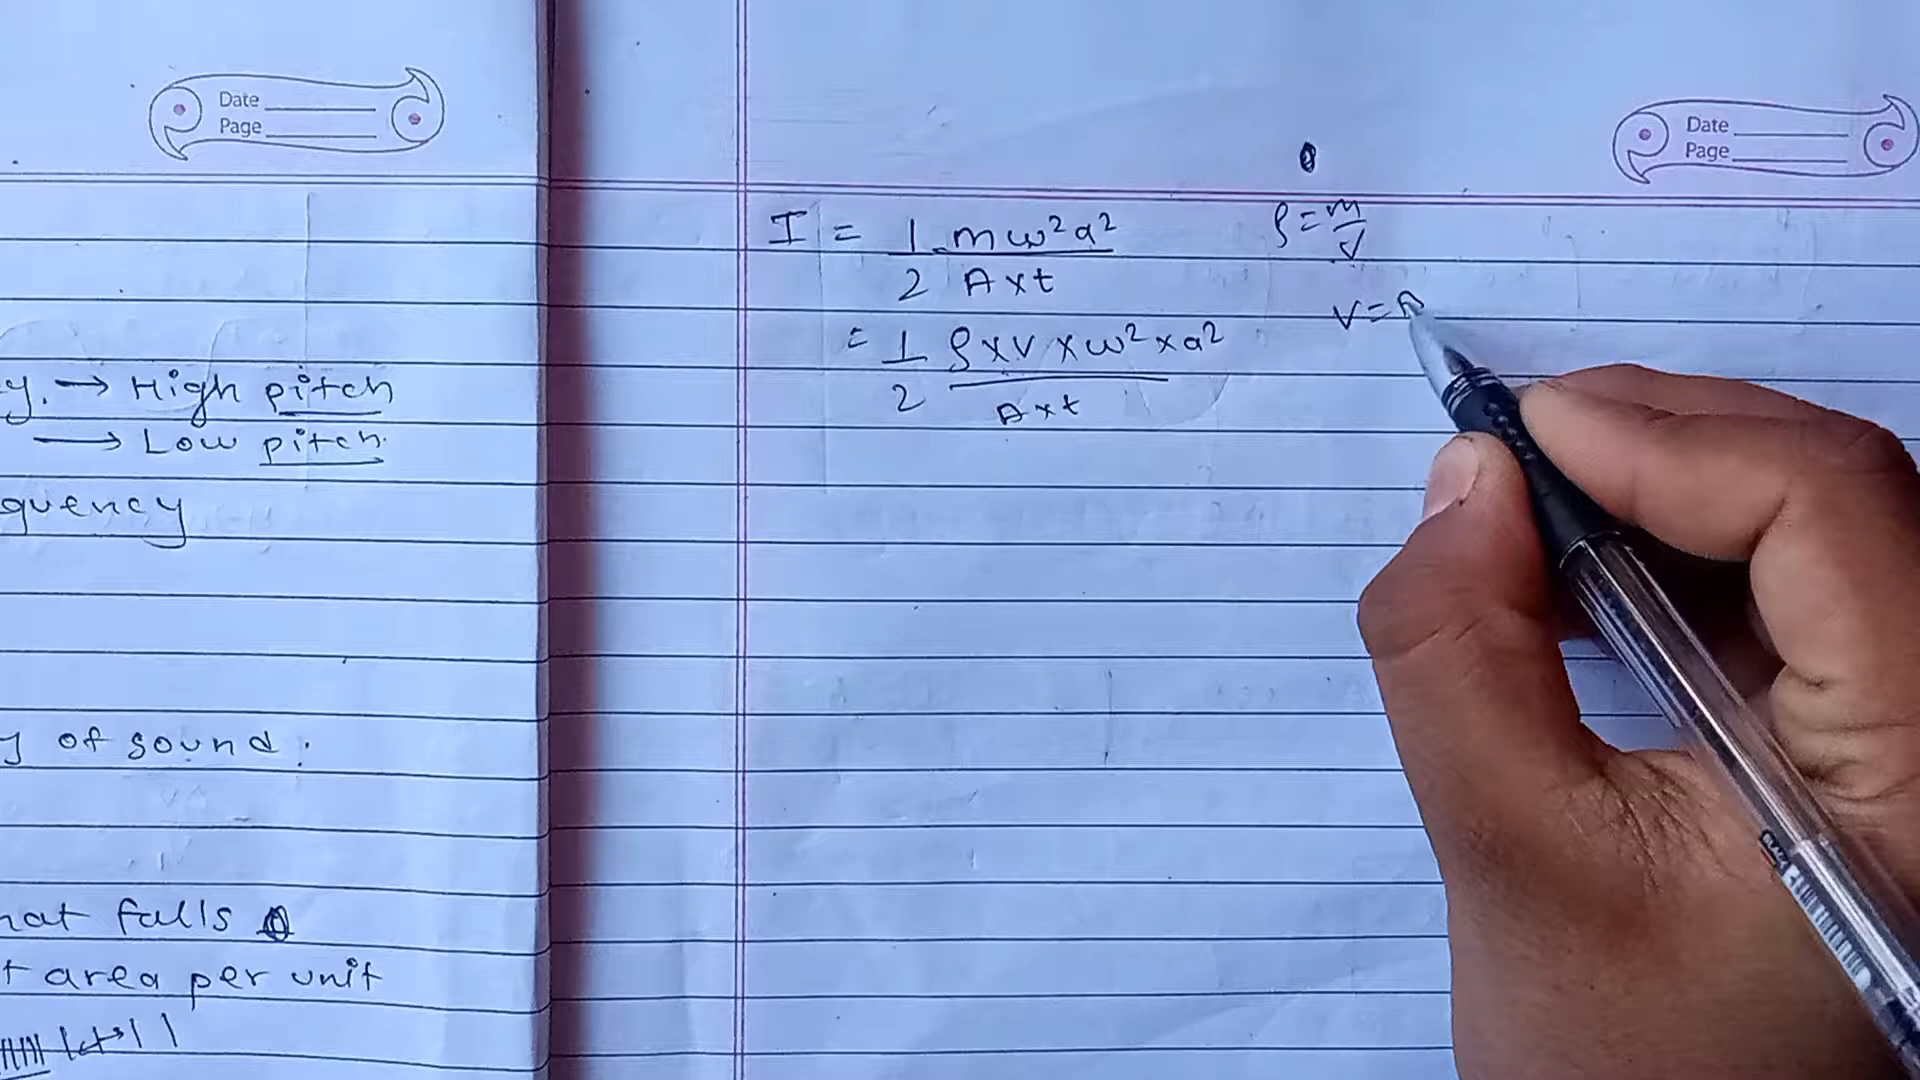 Date
Page
y. → High pitch
→ Low pitch.
quency
y of sound:
hat falls
t area per unit
Date
Page
I = 1/2 mω²a² / A×t
ρ = m/V
= 1/2 ρ×V×ω²×a² / A×t
V = A